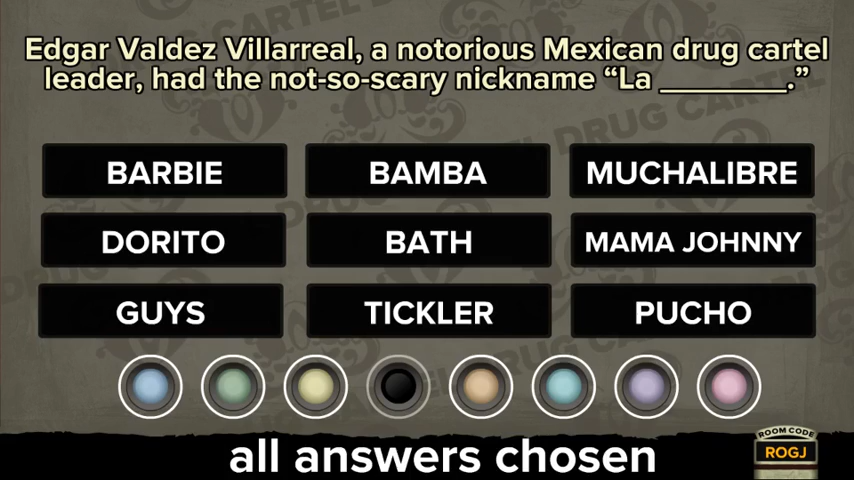 Edgar Valdez Villarreal, a notorious Mexican drug cartel
leader, had the not-so-scary nickname “La ________.”
BARBIE
BAMBA
MUCHALIBRE
DORITO
BATH
MAMA JOHNNY
GUYS
TICKLER
PUCHO
all answers chosen
ROOM CODE
ROGJ